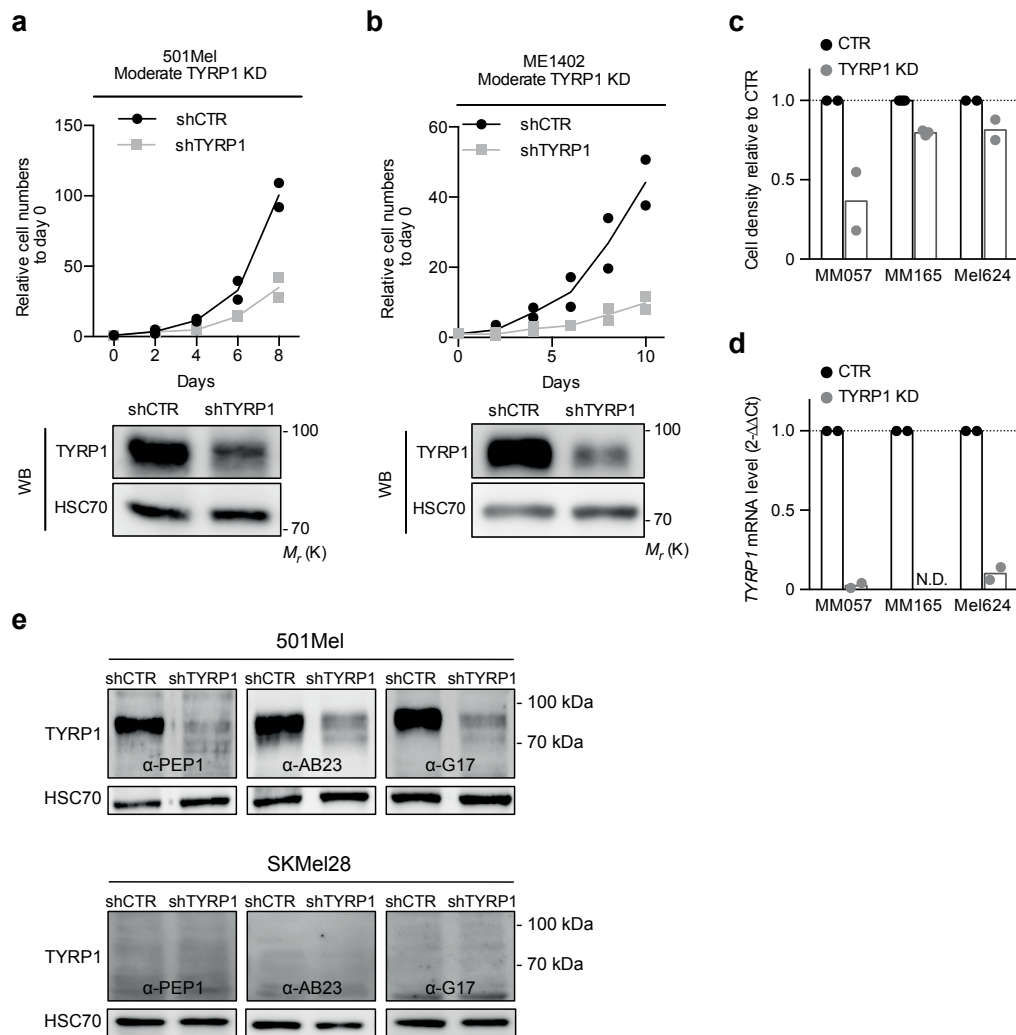 a
501Mel
Moderate TYRP1 KD
shCTR
shTYRP1
Relative cell numbers
to day 0
150
100
50
0
0 2 4 6 8
Days
shCTR shTYRP1
WB
TYRP1
HSC70
- 100
- 70
Mr (K)
b
ME1402
Moderate TYRP1 KD
shCTR
shTYRP1
Relative cell numbers
to day 0
60
40
20
0
0 5 10
Days
shCTR shTYRP1
WB
TYRP1
HSC70
- 100
- 70
Mr (K)
c
CTR
TYRP1 KD
Cell density relative to CTR
1.0
0.5
0
MM057 MM165 Mel624
d
CTR
TYRP1 KD
TYRP1 mRNA level (2-ΔΔCt)
1.0
0.5
0
N.D.
MM057 MM165 Mel624
e
501Mel
shCTR shTYRP1 shCTR shTYRP1 shCTR shTYRP1
TYRP1
- 100 kDa
- 70 kDa
α-PEP1 α-AB23 α-G17
HSC70
SKMel28
shCTR shTYRP1 shCTR shTYRP1 shCTR shTYRP1
TYRP1
- 100 kDa
- 70 kDa
α-PEP1 α-AB23 α-G17
HSC70